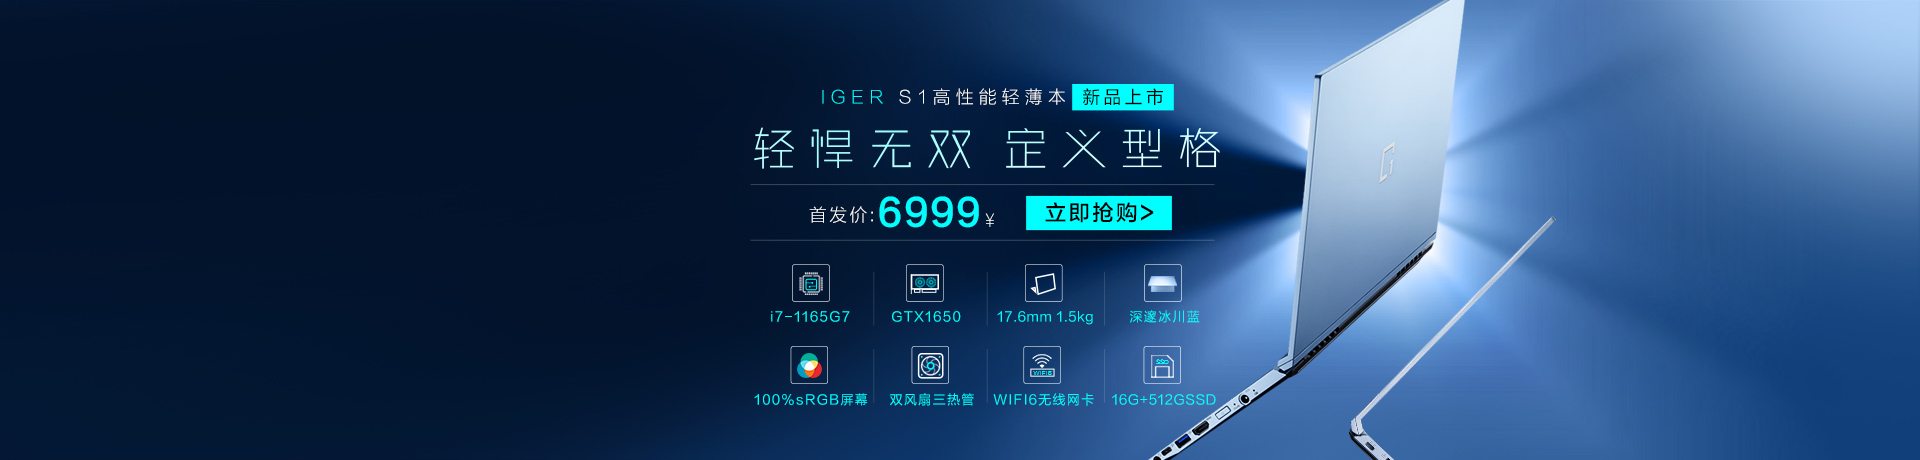 IGER S1高性能轻薄本 新品上市
轻悍无双 定义型格
首发价:6999¥ 立即抢购>
i7-1165G7 GTX1650 17.6mm 1.5kg 深邃冰川蓝
WIFI6 SSD
100%sRGB屏幕 双风扇三热管 WIFI6无线网卡 16G+512GSSD